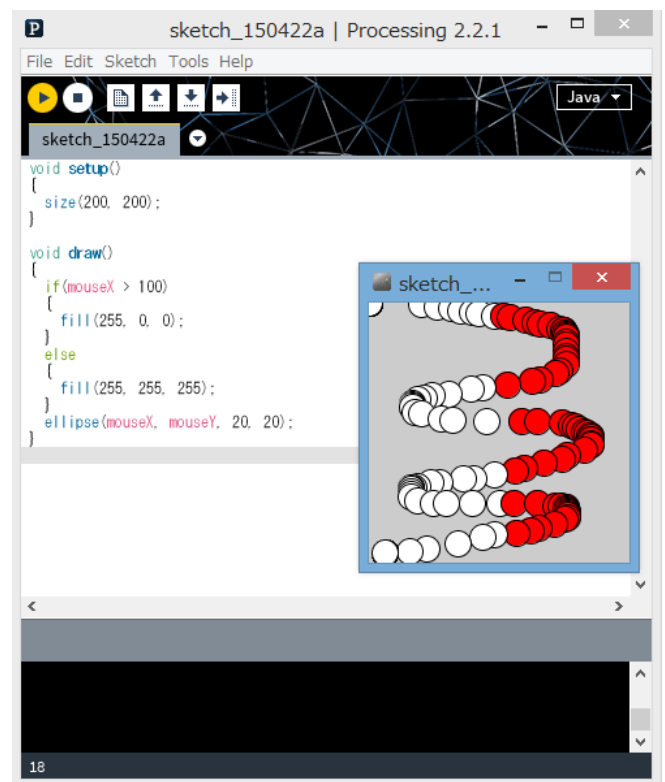 P
sketch_150422a | Processing 2.2.1
File Edit Sketch Tools Help
Java
sketch_150422a
void setup()
{
  size(200, 200);
}

void draw()
{
  if(mouseX > 100)
  {
    fill(255, 0, 0);
  }
  else
  {
    fill(255, 255, 255);
  }
  ellipse(mouseX, mouseY, 20, 20);
}
sketch_...
18